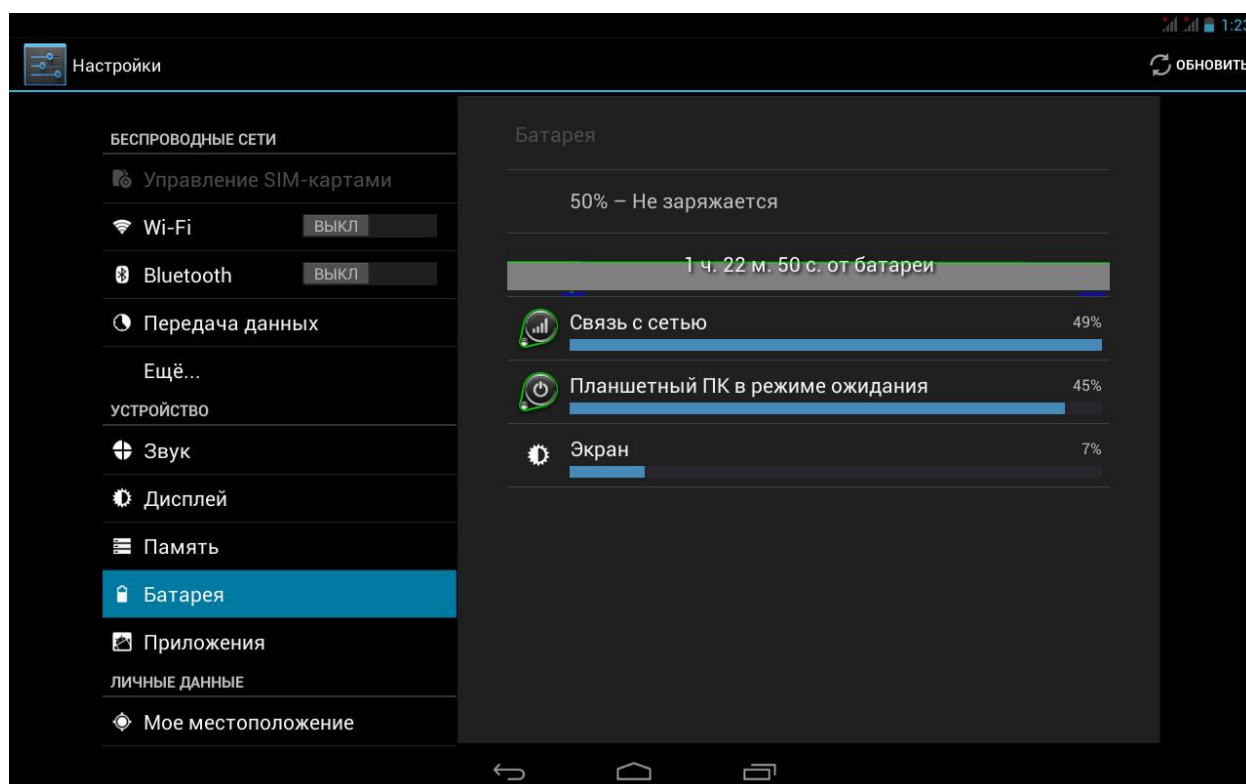 1:23
Настройки
ОБНОВИТЬ
БЕСПРОВОДНЫЕ СЕТИ
Управление SIM-картами
Wi-Fi ВЫКЛ
Bluetooth ВЫКЛ
Передача данных
Ещё...
УСТРОЙСТВО
Звук
Дисплей
Память
Батарея
Приложения
ЛИЧНЫЕ ДАННЫЕ
Мое местоположение
Батарея
50% – Не заряжается
1 ч. 22 м. 50 с. от батареи
Связь с сетью 49%
Планшетный ПК в режиме ожидания 45%
Экран 7%